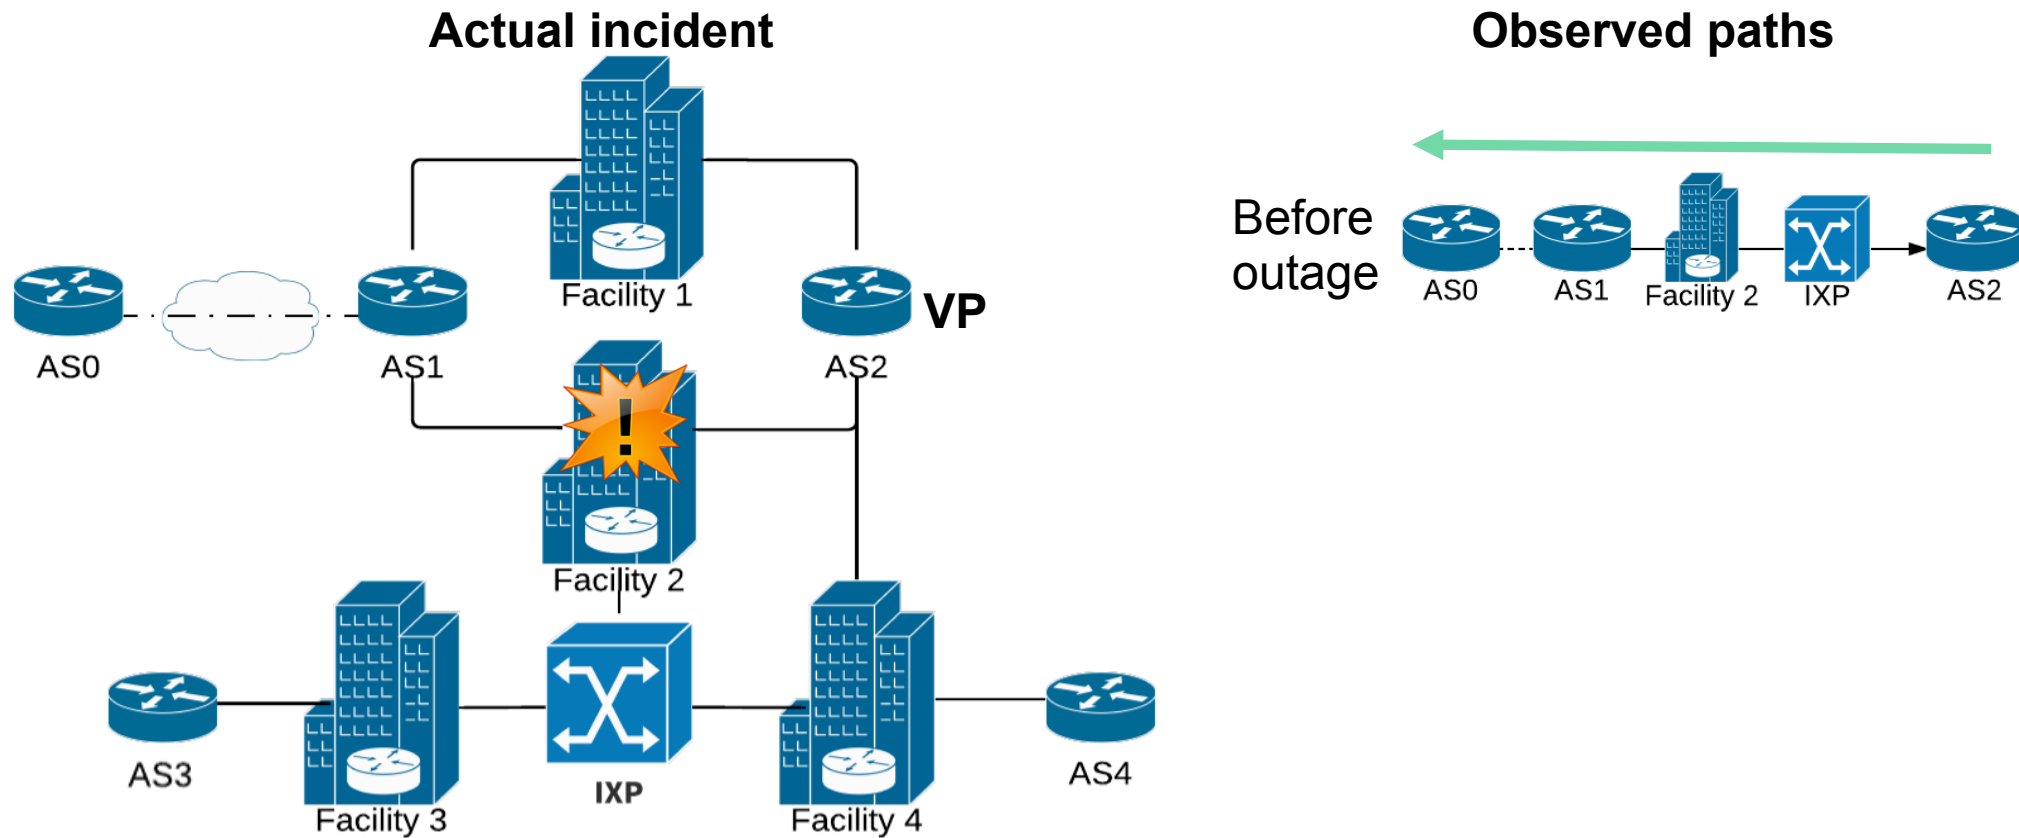 Actual incident
Observed paths
Facility 1
AS0
AS1
AS2
VP
!
Facility 2
AS3
Facility 3
IXP
Facility 4
AS4
Before
outage
AS0
AS1
Facility 2
IXP
AS2